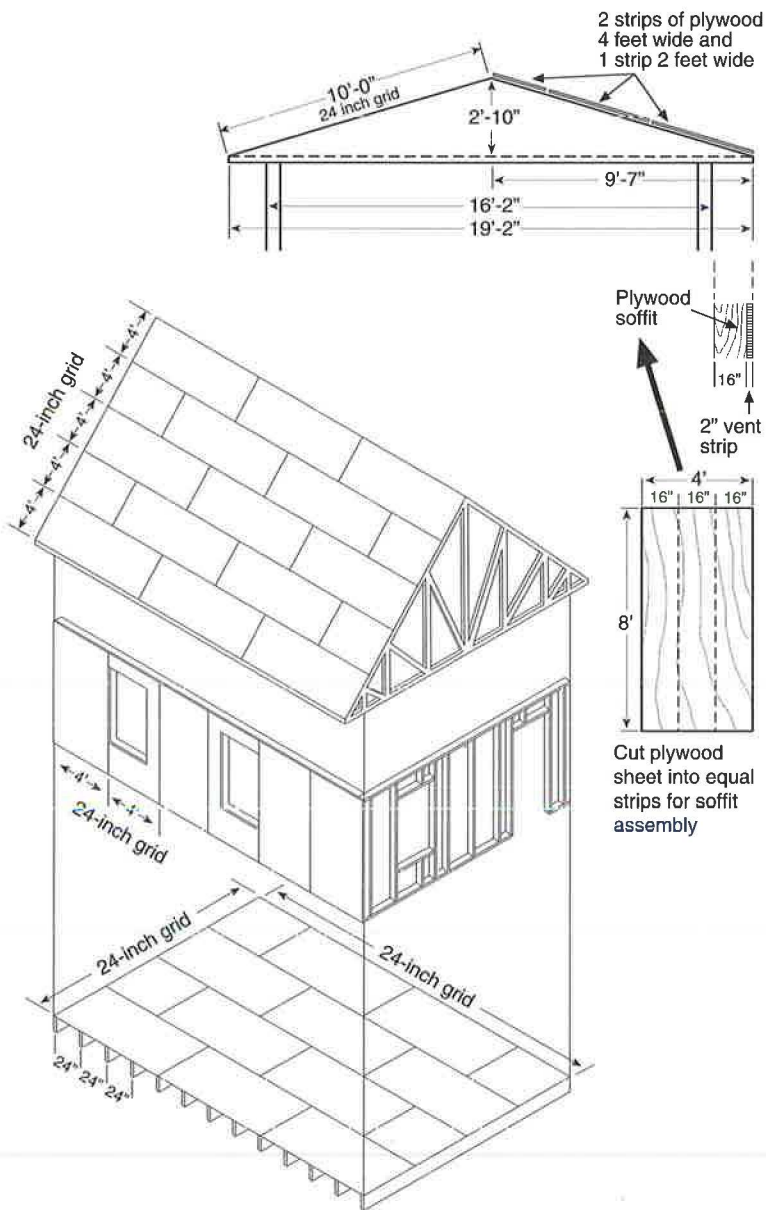 2 strips of plywood
4 feet wide and
1 strip 2 feet wide
10'-0"
24 inch grid
2'-10"
9'-7"
16'-2"
19'-2"
Plywood
soffit
16"
2" vent
strip
4'
16" 16" 16"
8'
Cut plywood
sheet into equal
strips for soffit
assembly
24-inch grid
4'
4'
4'
4'
4'
4'
4'
24-inch grid
24-inch grid
24-inch grid
24" 24" 24"